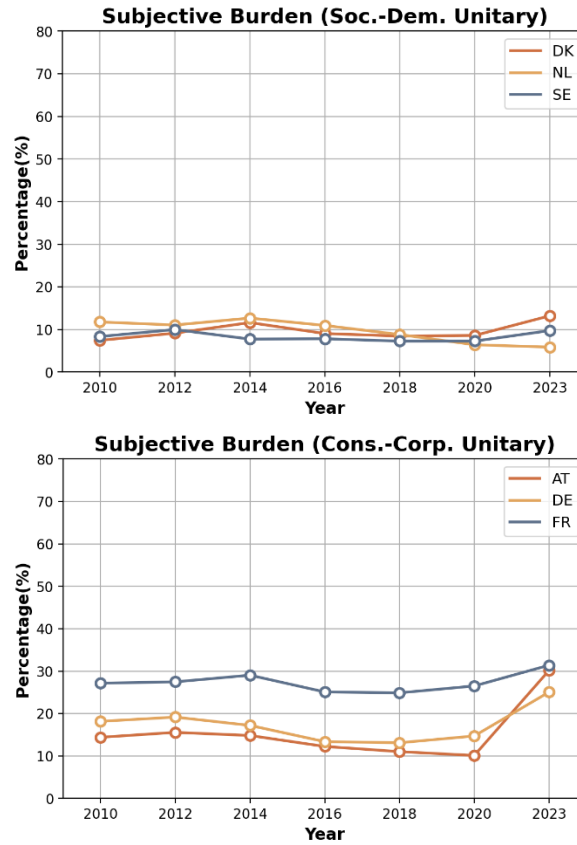 Subjective Burden (Soc.-Dem. Unitary)
80
70
60
50
40
30
20
10
0
Percentage(%)
DK
NL
SE
2010 2012 2014 2016 2018 2020 2023
Year
Subjective Burden (Cons.-Corp. Unitary)
80
70
60
50
40
30
20
10
0
Percentage(%)
AT
DE
FR
2010 2012 2014 2016 2018 2020 2023
Year